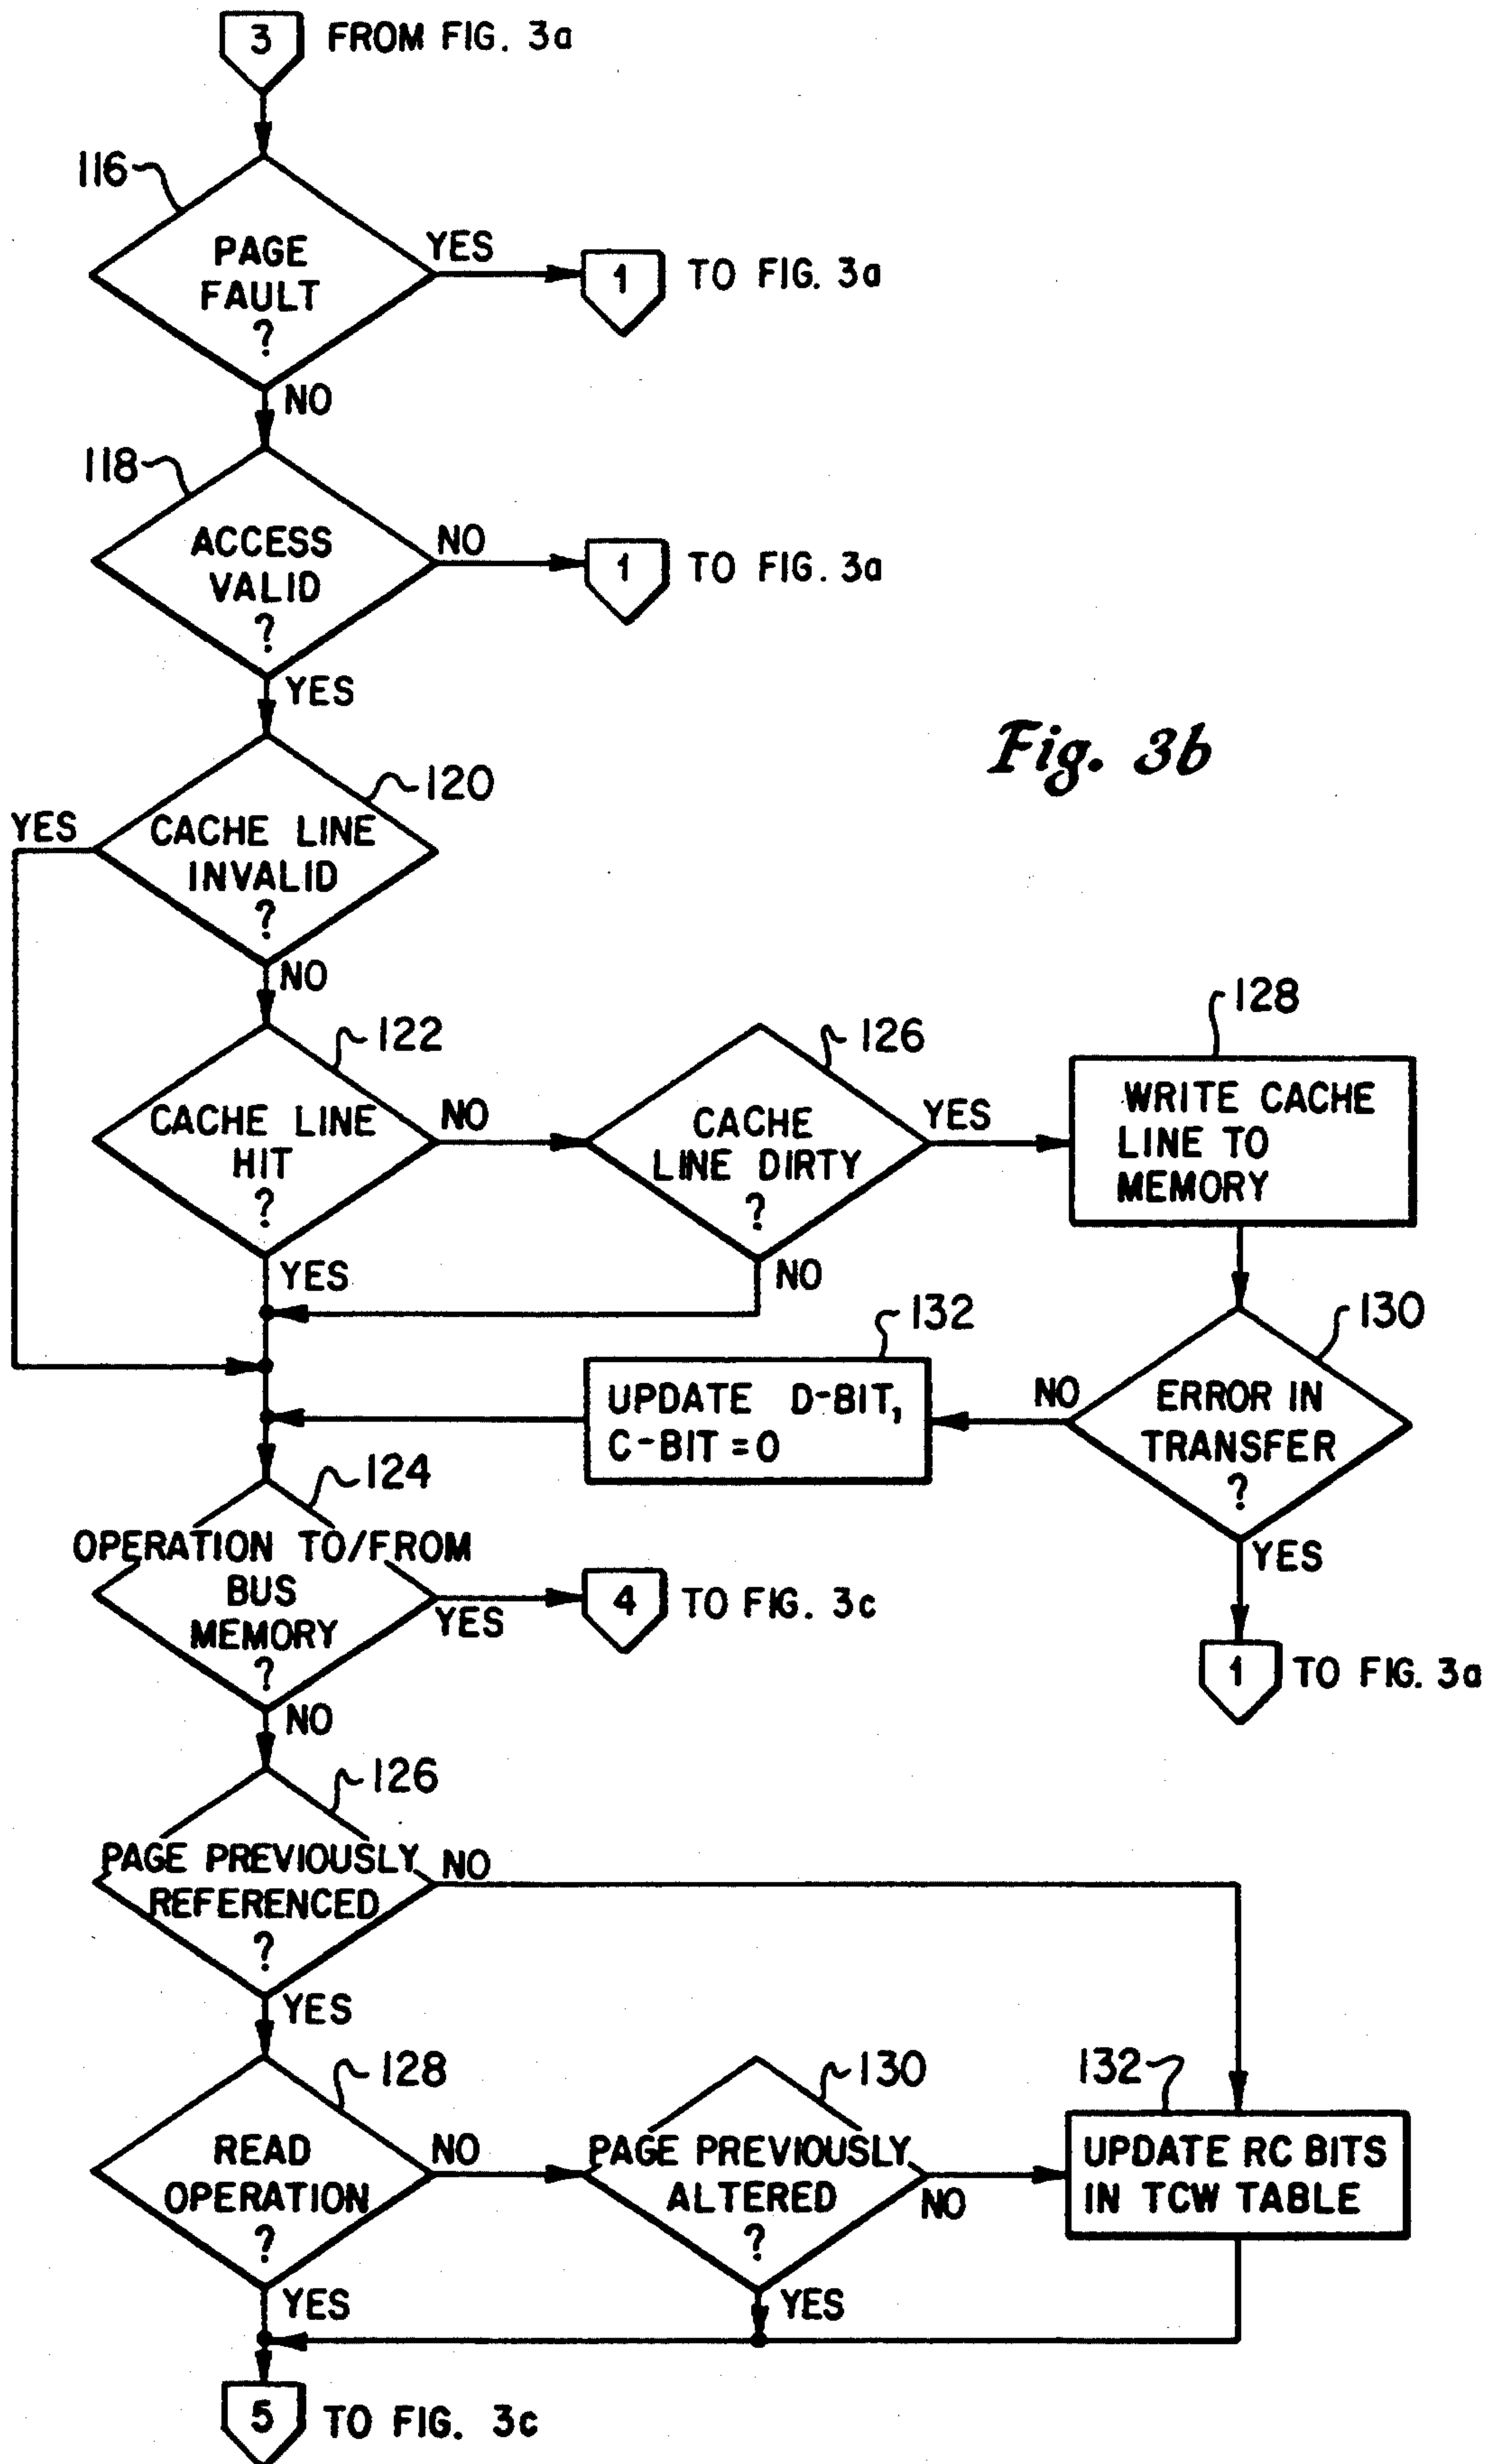 3 FROM FIG. 3a
116
PAGE
FAULT
?
YES
1 TO FIG. 3a
NO
118
ACCESS
VALID
?
NO
1 TO FIG. 3a
YES
Fig. 3b
120
YES
CACHE LINE
INVALID
?
NO
122
CACHE LINE
HIT
?
NO
YES
126
CACHE
LINE DIRTY
?
YES
NO
128
WRITE CACHE
LINE TO
MEMORY
130
ERROR IN
TRANSFER
?
NO
YES
1 TO FIG. 3a
132
UPDATE D-BIT,
C-BIT=0
124
OPERATION TO/FROM
BUS
MEMORY
?
YES
4 TO FIG. 3c
NO
126
PAGE PREVIOUSLY
REFERENCED
?
NO
YES
128
READ
OPERATION
?
NO
YES
130
PAGE PREVIOUSLY
ALTERED
?
NO
YES
132
UPDATE RC BITS
IN TCW TABLE
5 TO FIG. 3c